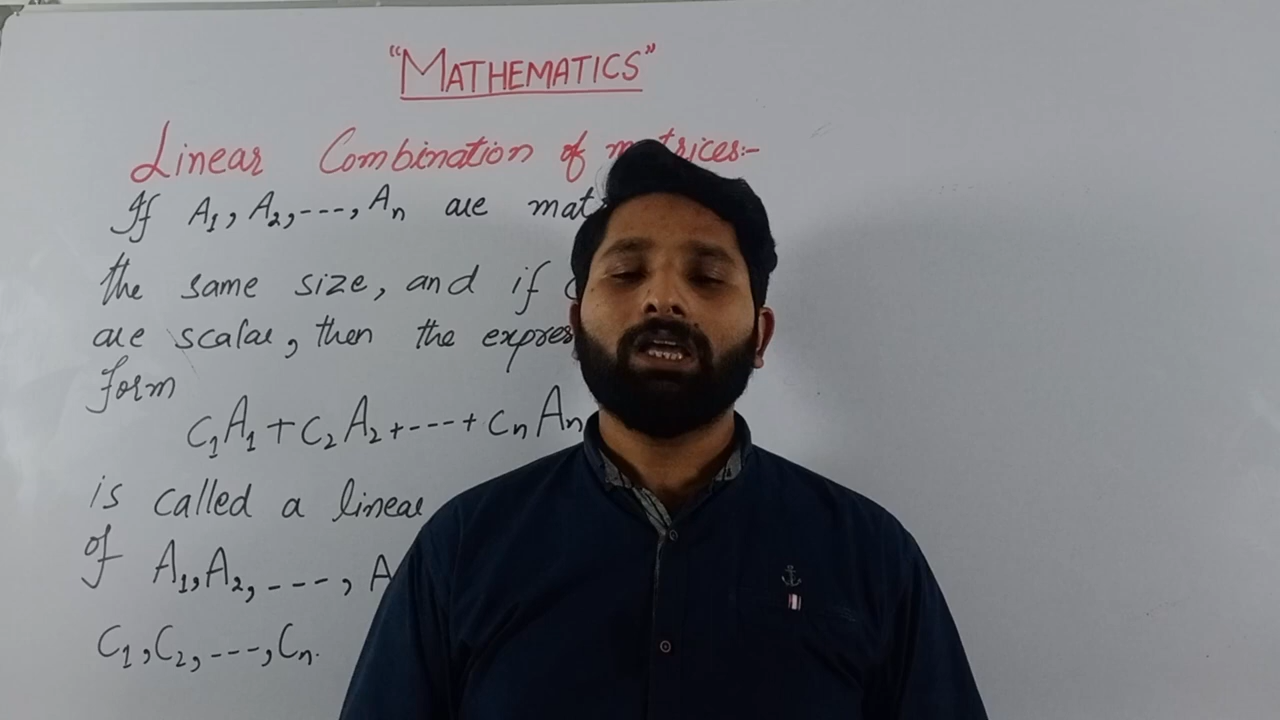 "MATHEMATICS"
Linear Combination of matrices:-
If A₁, A₂,---, Aₙ are mat
the same size, and if
are scalar, then the expres
form
c₁A₁+c₂A₂+---+cₙAₙ
is called a linear
of A₁,A₂,---, A
C₁,C₂,---,Cₙ.